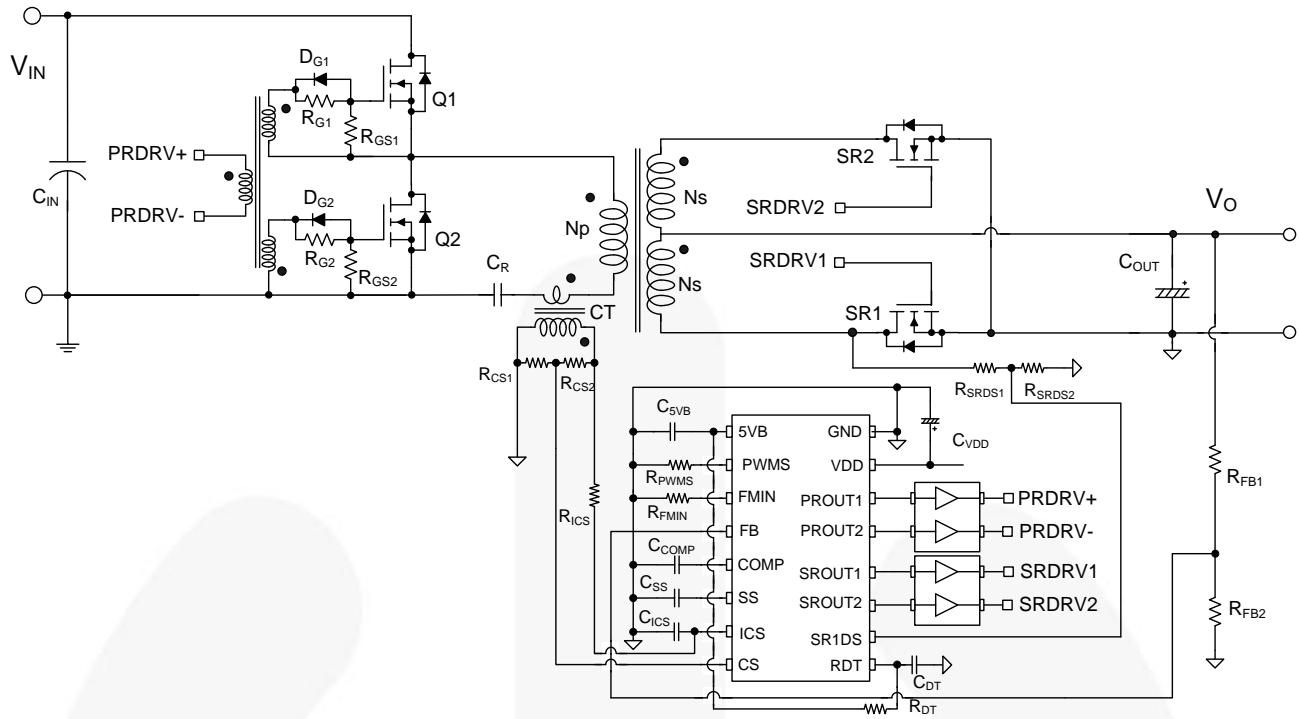 VIN
CIN
PRDRV+
PRDRV-
DG1
RG1
RGS1
Q1
DG2
RG2
RGS2
Q2
CR
CT
Np
Ns
Ns
SR2
SRDRV2
SRDRV1
SR1
VO
COUT
RCS1
RCS2
RSRDS1
RSRDS2
RICS
C5VB
RPWMS
RFMIN
CCOMP
CSS
CICS
5VB
PWMS
FMIN
FB
COMP
SS
ICS
CS
GND
VDD
PROUT1
PROUT2
SROUT1
SROUT2
SR1DS
RDT
CVDD
PRDRV+
PRDRV-
SRDRV1
SRDRV2
CDT
RDT
RFB1
RFB2